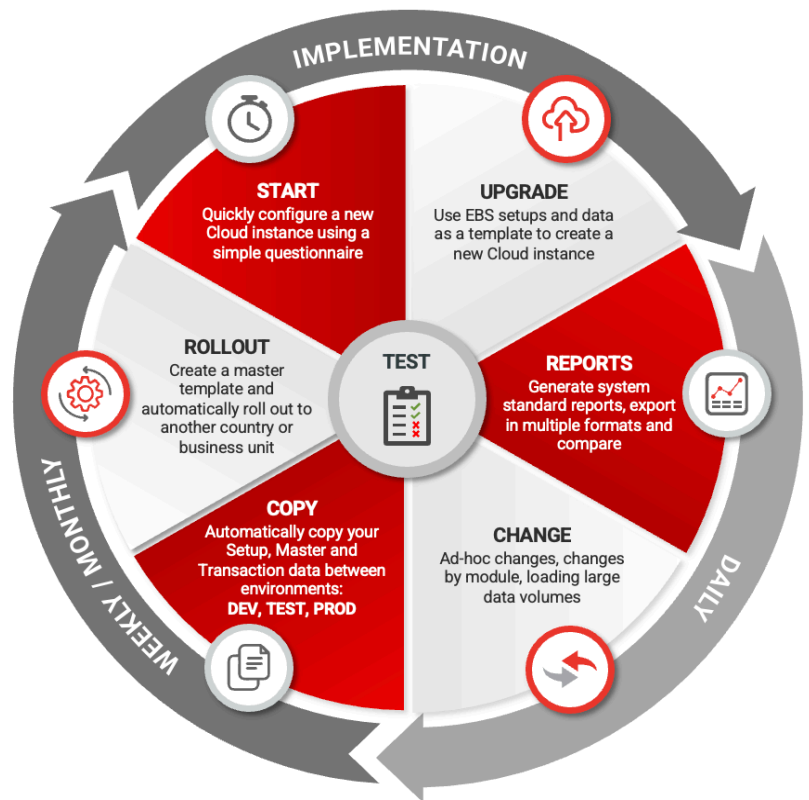 IMPLEMENTATION
START
Quickly configure a new
Cloud instance using a
simple questionnaire
UPGRADE
Use EBS setups and data
as a template to create a
new Cloud instance
ROLLOUT
Create a master
template and
automatically roll out to
another country or
business unit
TEST
REPORTS
Generate system
standard reports, export
in multiple formats and
compare
COPY
Automatically copy your
Setup, Master and
Transaction data between
environments:
DEV, TEST, PROD
CHANGE
Ad-hoc changes, changes
by module, loading large
data volumes
DAILY
WEEKLY / MONTHLY